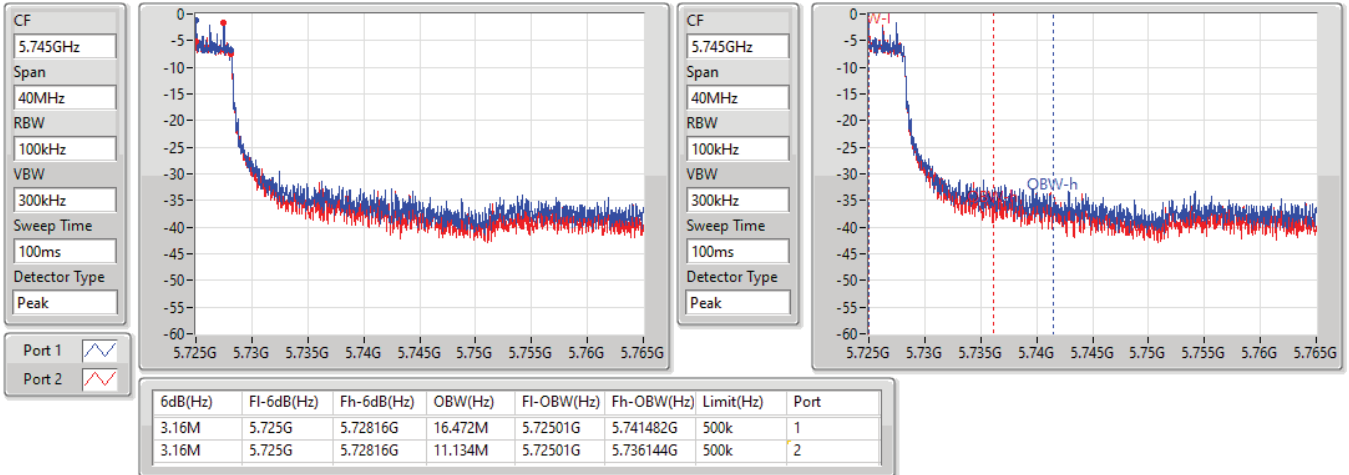 CF
5.745GHz
Span
40MHz
RBW
100kHz
VBW
300kHz
Sweep Time
100ms
Detector Type
Peak
Port 1
Port 2
0-
-5-
-10-
-15-
-20-
-25-
-30-
-35-
-40-
-45-
-50-
-55-
-60-
5.725G 5.73G 5.735G 5.74G 5.745G 5.75G 5.755G 5.76G 5.765G
CF
5.745GHz
Span
40MHz
RBW
100kHz
VBW
300kHz
Sweep Time
100ms
Detector Type
Peak
0-
-5-
-10-
-15-
-20-
-25-
-30-
-35-
-40-
-45-
-50-
-55-
-60-
W-l
OBW-h
5.725G 5.73G 5.735G 5.74G 5.745G 5.75G 5.755G 5.76G 5.765G
6dB(Hz) Fl-6dB(Hz) Fh-6dB(Hz) OBW(Hz) Fl-OBW(Hz) Fh-OBW(Hz) Limit(Hz) Port
3.16M 5.725G 5.72816G 16.472M 5.72501G 5.741482G 500k 1
3.16M 5.725G 5.72816G 11.134M 5.72501G 5.736144G 500k 2